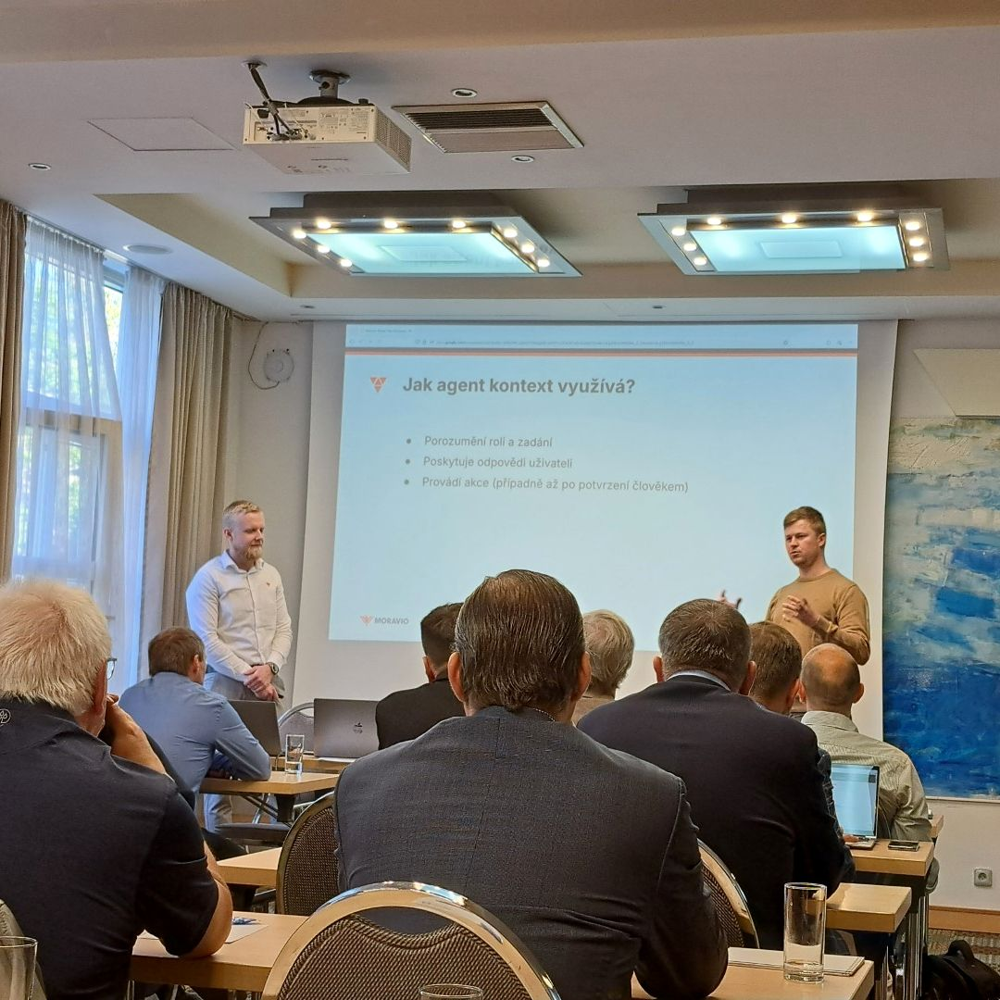 Jak agent kontext využívá?
Porozumění roli a zadání
Poskytuje odpovědi uživateli
Provádí akce (případně až po potvrzení člověkem)
MORAVIO